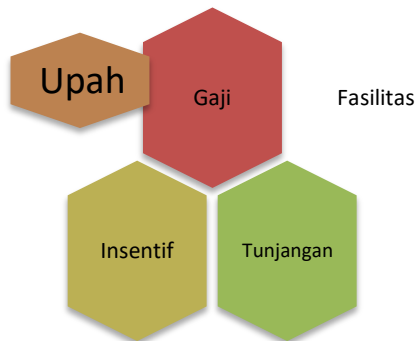 Upah
Gaji
Fasilitas
Insentif
Tunjangan